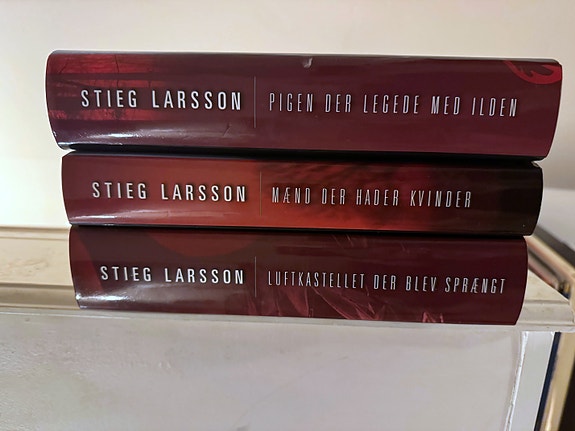 STIEG LARSSON PIGEN DER LEGEDE MED ILDEN
STIEG LARSSON MÆND DER HADER KVINDER
STIEG LARSSON LUFTKASTELLET DER BLEV SPRÆNGT